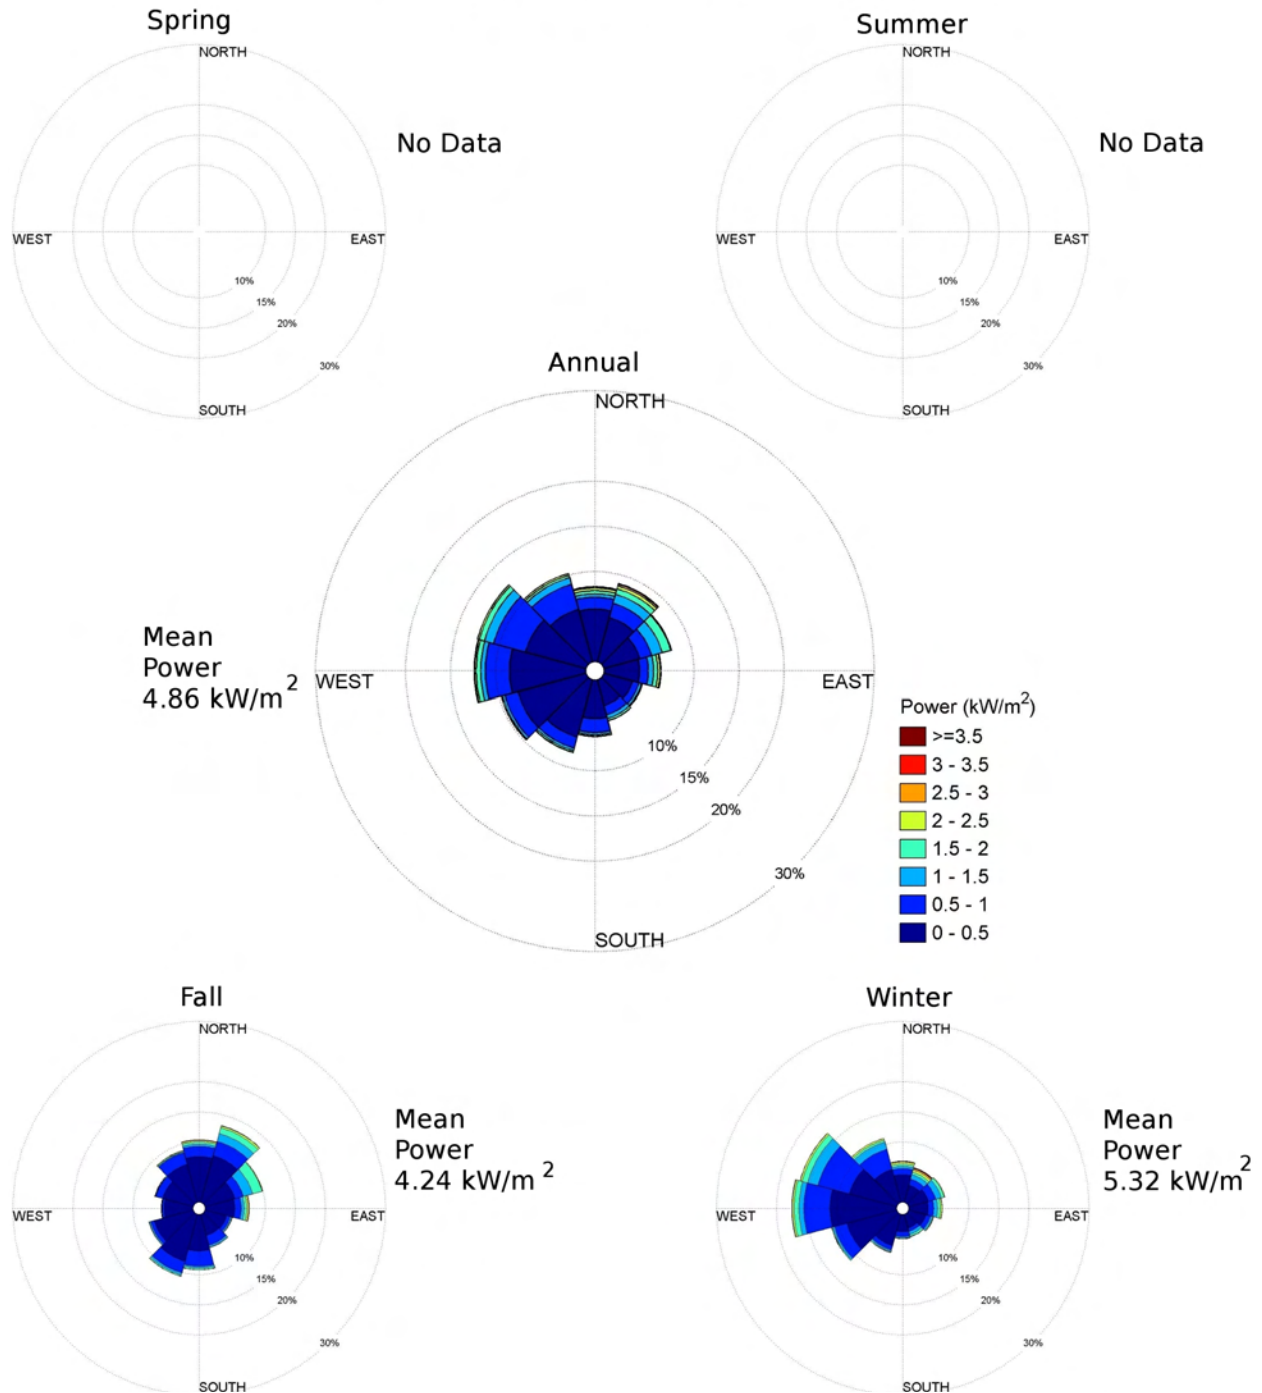 Spring
NORTH
No Data
WEST
EAST
10%
15%
20%
30%
SOUTH
Summer
NORTH
No Data
WEST
EAST
10%
15%
20%
30%
SOUTH
Annual
NORTH
Mean
Power
4.86 kW/m²
WEST
EAST
10%
15%
20%
30%
SOUTH
Power (kW/m²)
>=3.5
3 - 3.5
2.5 - 3
2 - 2.5
1.5 - 2
1 - 1.5
0.5 - 1
0 - 0.5
Fall
NORTH
Mean
Power
4.24 kW/m²
WEST
EAST
10%
15%
20%
30%
SOUTH
Winter
NORTH
Mean
Power
5.32 kW/m²
WEST
EAST
10%
15%
20%
30%
SOUTH